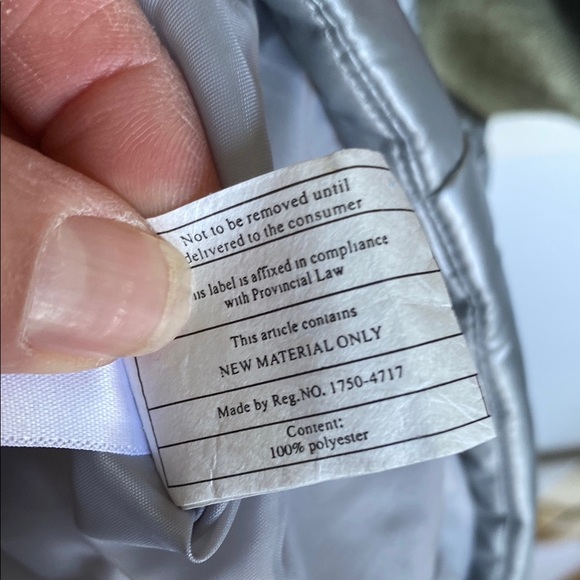 Not to be removed until
delivered to the consumer
is label is affixed in compliance
with Provincial Law
This article contains
NEW MATERIAL ONLY
Made by Reg.NO. 1750-4717
Content:
100% polyester